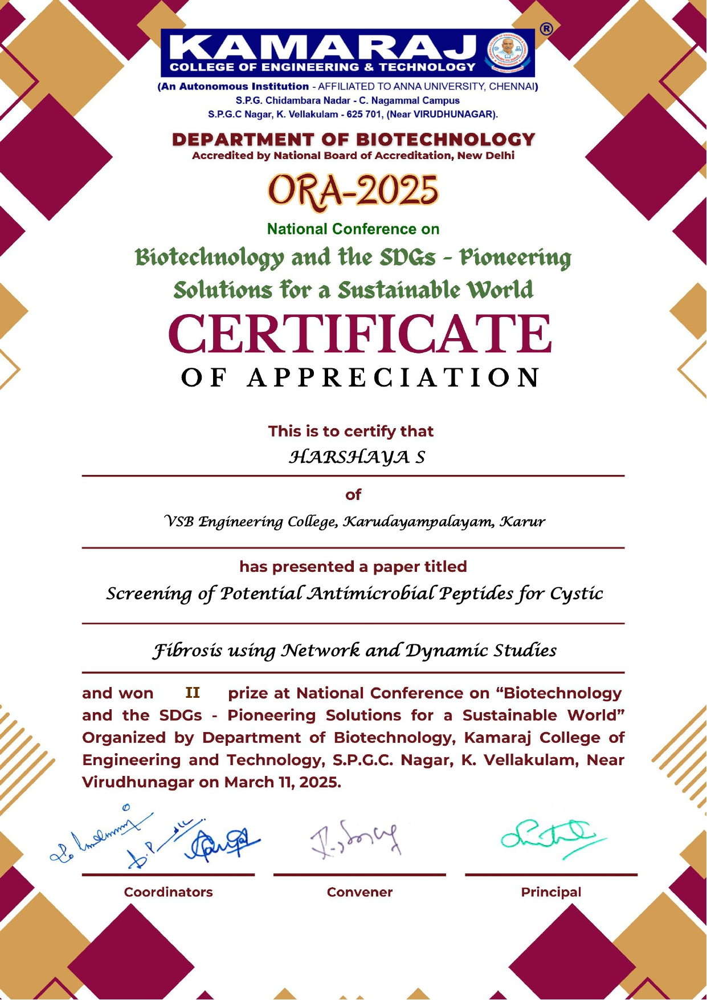 KAMARAJ
COLLEGE OF ENGINEERING & TECHNOLOGY
®
(An Autonomous Institution - AFFILIATED TO ANNA UNIVERSITY, CHENNAI)
S.P.G. Chidambara Nadar - C. Nagammal Campus
S.P.G.C Nagar, K. Vellakulam - 625 701, (Near VIRUDHUNAGAR).
DEPARTMENT OF BIOTECHNOLOGY
Accredited by National Board of Accreditation, New Delhi
ORA-2025
National Conference on
Biotechnology and the SDGs - Pioneering
Solutions for a Sustainable World
CERTIFICATE
OF APPRECIATION
This is to certify that
HARSHAYA S
of
VSB Engineering College, Karudayampalayam, Karur
has presented a paper titled
Screening of Potential Antimicrobial Peptides for Cystic
Fibrosis using Network and Dynamic Studies
and won II prize at National Conference on “Biotechnology
and the SDGs - Pioneering Solutions for a Sustainable World”
Organized by Department of Biotechnology, Kamaraj College of
Engineering and Technology, S.P.G.C. Nagar, K. Vellakulam, Near
Virudhunagar on March 11, 2025.
Coordinators
Convener
Principal